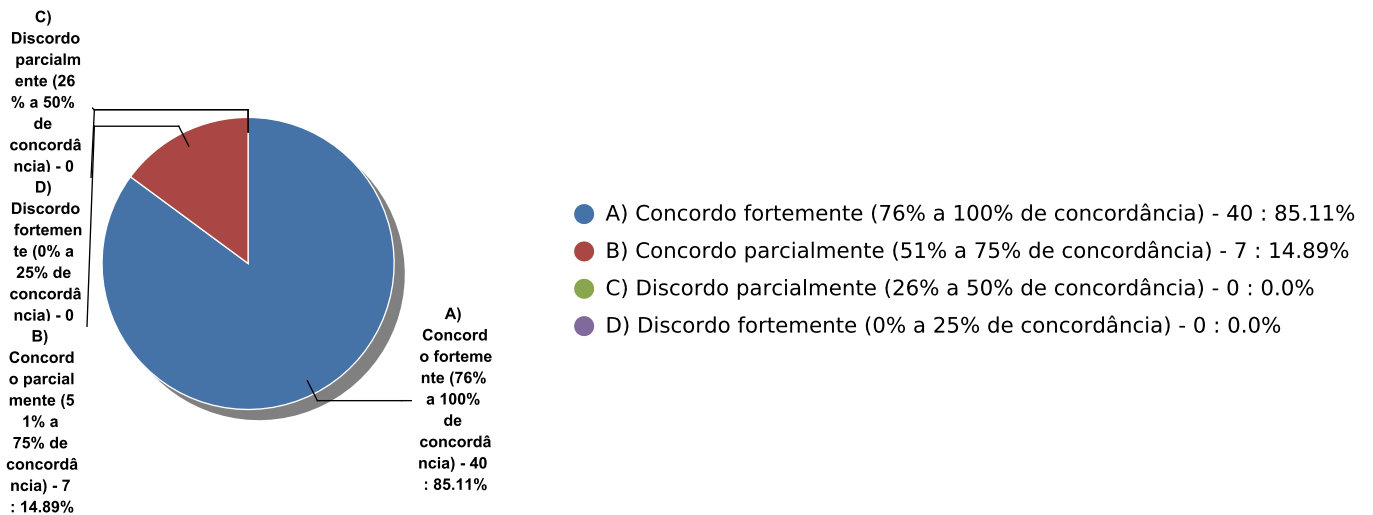 C)
Discordo
parcialm
ente (26
% a 50%
de
concordâ
ncia) - 0
D)
Discordo
fortemen
te (0% a
25% de
concordâ
ncia) - 0
B)
Concord
o parcial
mente (5
1% a
75% de
concordâ
ncia) - 7
: 14.89%
A)
Concord
o forteme
nte (76%
a 100%
de
concordâ
ncia) - 40
: 85.11%
A) Concordo fortemente (76% a 100% de concordância) - 40 : 85.11%
B) Concordo parcialmente (51% a 75% de concordância) - 7 : 14.89%
C) Discordo parcialmente (26% a 50% de concordância) - 0 : 0.0%
D) Discordo fortemente (0% a 25% de concordância) - 0 : 0.0%